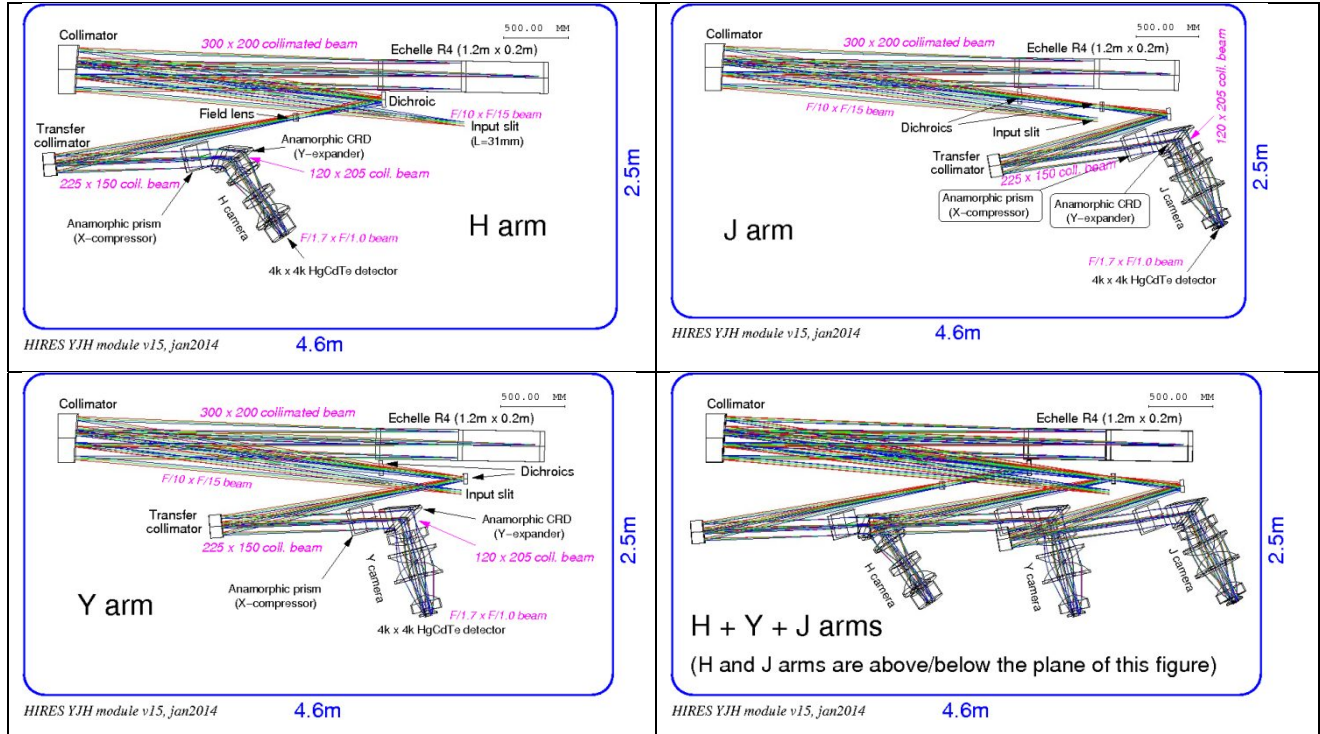 500.00 MM
Collimator
300 x 200 collimated beam
Echelle R4 (1.2m x 0.2m)
Dichroic
Field lens
F/10 x F/15 beam
Input slit
(L=31mm)
Transfer
collimator
Anamorphic CRD
(Y-expander)
225 x 150 coll. beam
120 x 205 coll. beam
Anamorphic prism
(X-compressor)
H camera
F/1.7 x F/1.0 beam
4k x 4k HgCdTe detector
H arm
2.5m
HIRES YJH module v15, jan2014
4.6m
500.00 MM
Collimator
300 x 200 collimated beam
Echelle R4 (1.2m x 0.2m)
120 x 205 coll. beam
F/10 x F/15 beam
Dichroics
Input slit
Transfer
collimator
225 x 150 coll. beam
Anamorphic prism
(X-compressor)
Anamorphic CRD
(Y-expander)
J camera
F/1.7 x F/1.0 beam
4k x 4k HgCdTe detector
J arm
2.5m
HIRES YJH module v15, jan2014
4.6m
500.00 MM
Collimator
300 x 200 collimated beam
Echelle R4 (1.2m x 0.2m)
Dichroics
F/10 x F/15 beam
Input slit
Transfer
collimator
Anamorphic CRD
(Y-expander)
225 x 150 coll. beam
120 x 205 coll. beam
Anamorphic prism
(X-compressor)
Y camera
F/1.7 x F/1.0 beam
4k x 4k HgCdTe detector
Y arm
2.5m
HIRES YJH module v15, jan2014
4.6m
500.00 MM
Collimator
Echelle R4 (1.2m x 0.2m)
H camera
Y camera
J camera
H + Y + J arms
(H and J arms are above/below the plane of this figure)
2.5m
HIRES YJH module v15, jan2014
4.6m